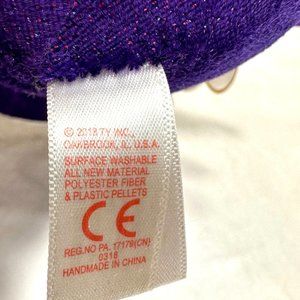 © 2018 TY INC.,
OAKBROOK, IL, U.S.A.
SURFACE WASHABLE
ALL NEW MATERIAL
POLYESTER FIBER
& PLASTIC PELLETS
CE
REG.NO PA. 17179(CN)
0318
HANDMADE IN CHINA